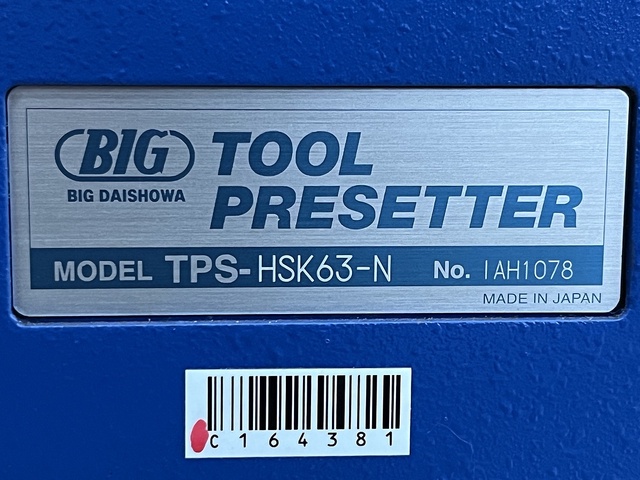 BIG
BIG DAISHOWA
TOOL
PRESETTER
MODEL TPS-HSK63-N No. IAH1078
MADE IN JAPAN
C164381